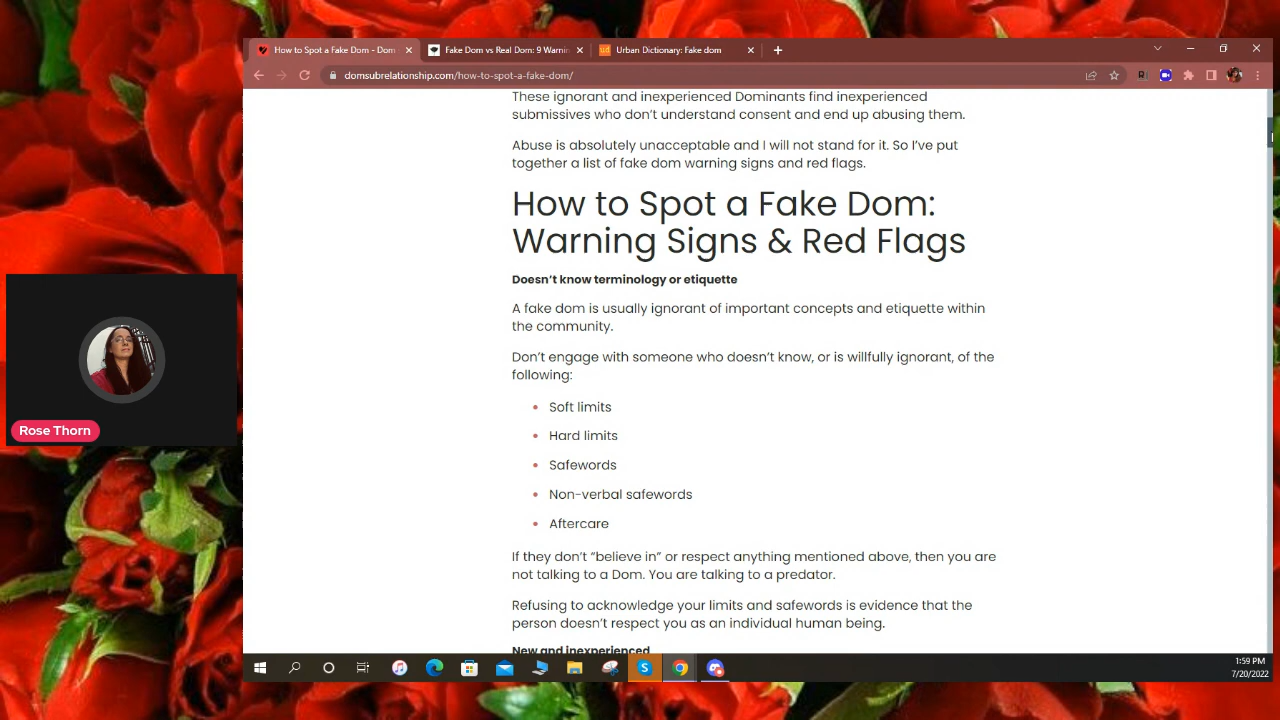 How to Spot a Fake Dom - Dom
Fake Dom vs Real Dom: 9 Warnin
ud
Urban Dictionary: Fake dom
domsubrelationship.com/how-to-spot-a-fake-dom/
These ignorant and inexperienced Dominants find inexperienced
submissives who don’t understand consent and end up abusing them.
Abuse is absolutely unacceptable and I will not stand for it. So I’ve put
together a list of fake dom warning signs and red flags.
How to Spot a Fake Dom:
Warning Signs & Red Flags
Doesn’t know terminology or etiquette
A fake dom is usually ignorant of important concepts and etiquette within
the community.
Don’t engage with someone who doesn’t know, or is willfully ignorant, of the
following:
• Soft limits
• Hard limits
• Safewords
• Non-verbal safewords
• Aftercare
If they don’t “believe in” or respect anything mentioned above, then you are
not talking to a Dom. You are talking to a predator.
Refusing to acknowledge your limits and safewords is evidence that the
person doesn’t respect you as an individual human being.
New and inexperienced
Rose Thorn
1:59 PM
7/20/2022